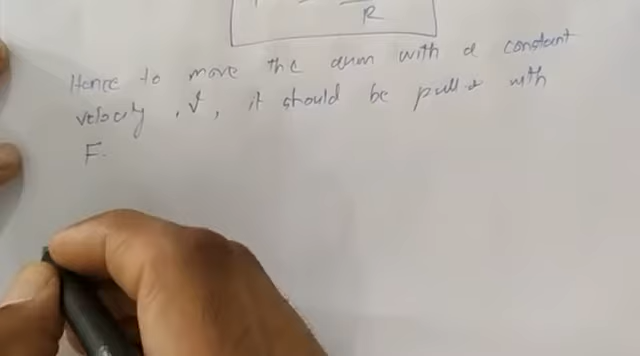 R
Hence to move the arm with a constant
velocity, v, it should be pulled with
F.